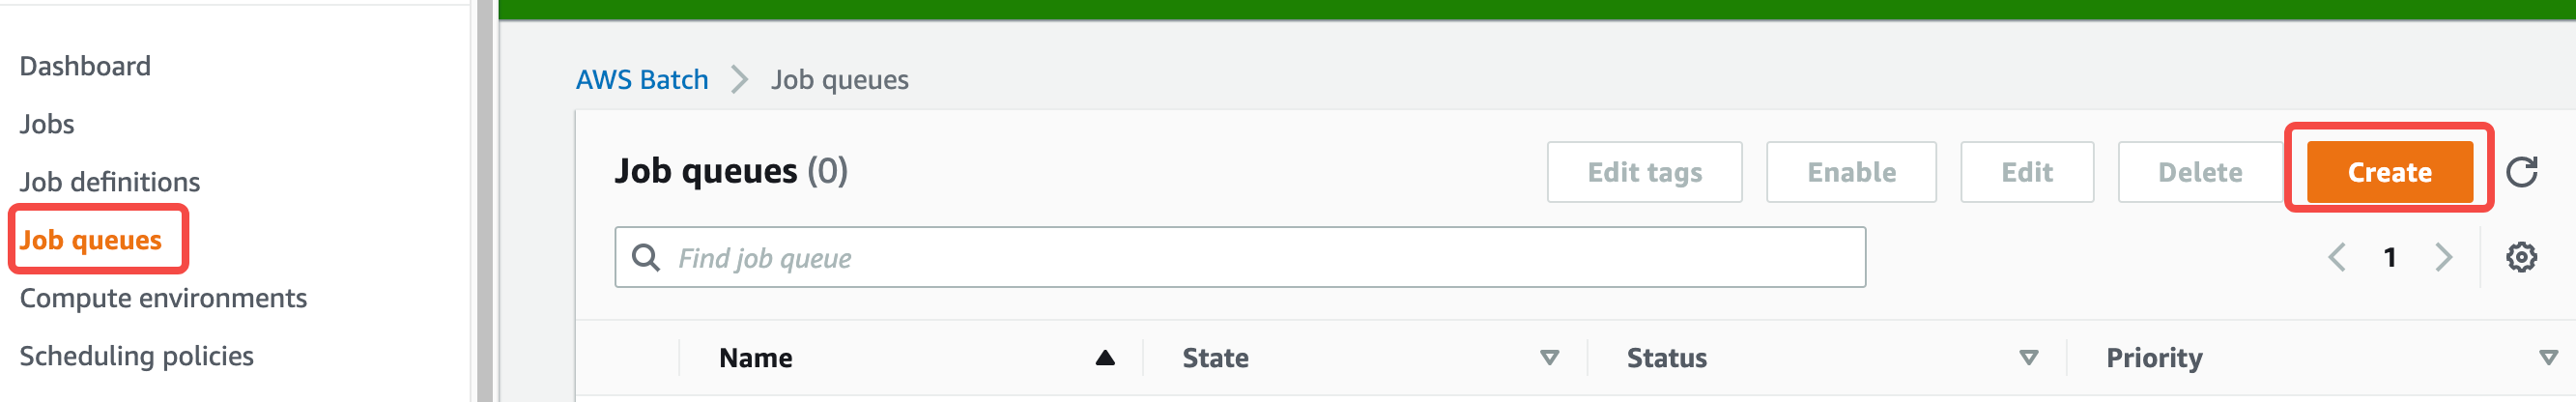 Dashboard
Jobs
Job definitions
Job queues
Compute environments
Scheduling policies
AWS Batch > Job queues
Job queues (0)
Edit tags Enable Edit Delete Create
Find job queue
1
Name State Status Priority